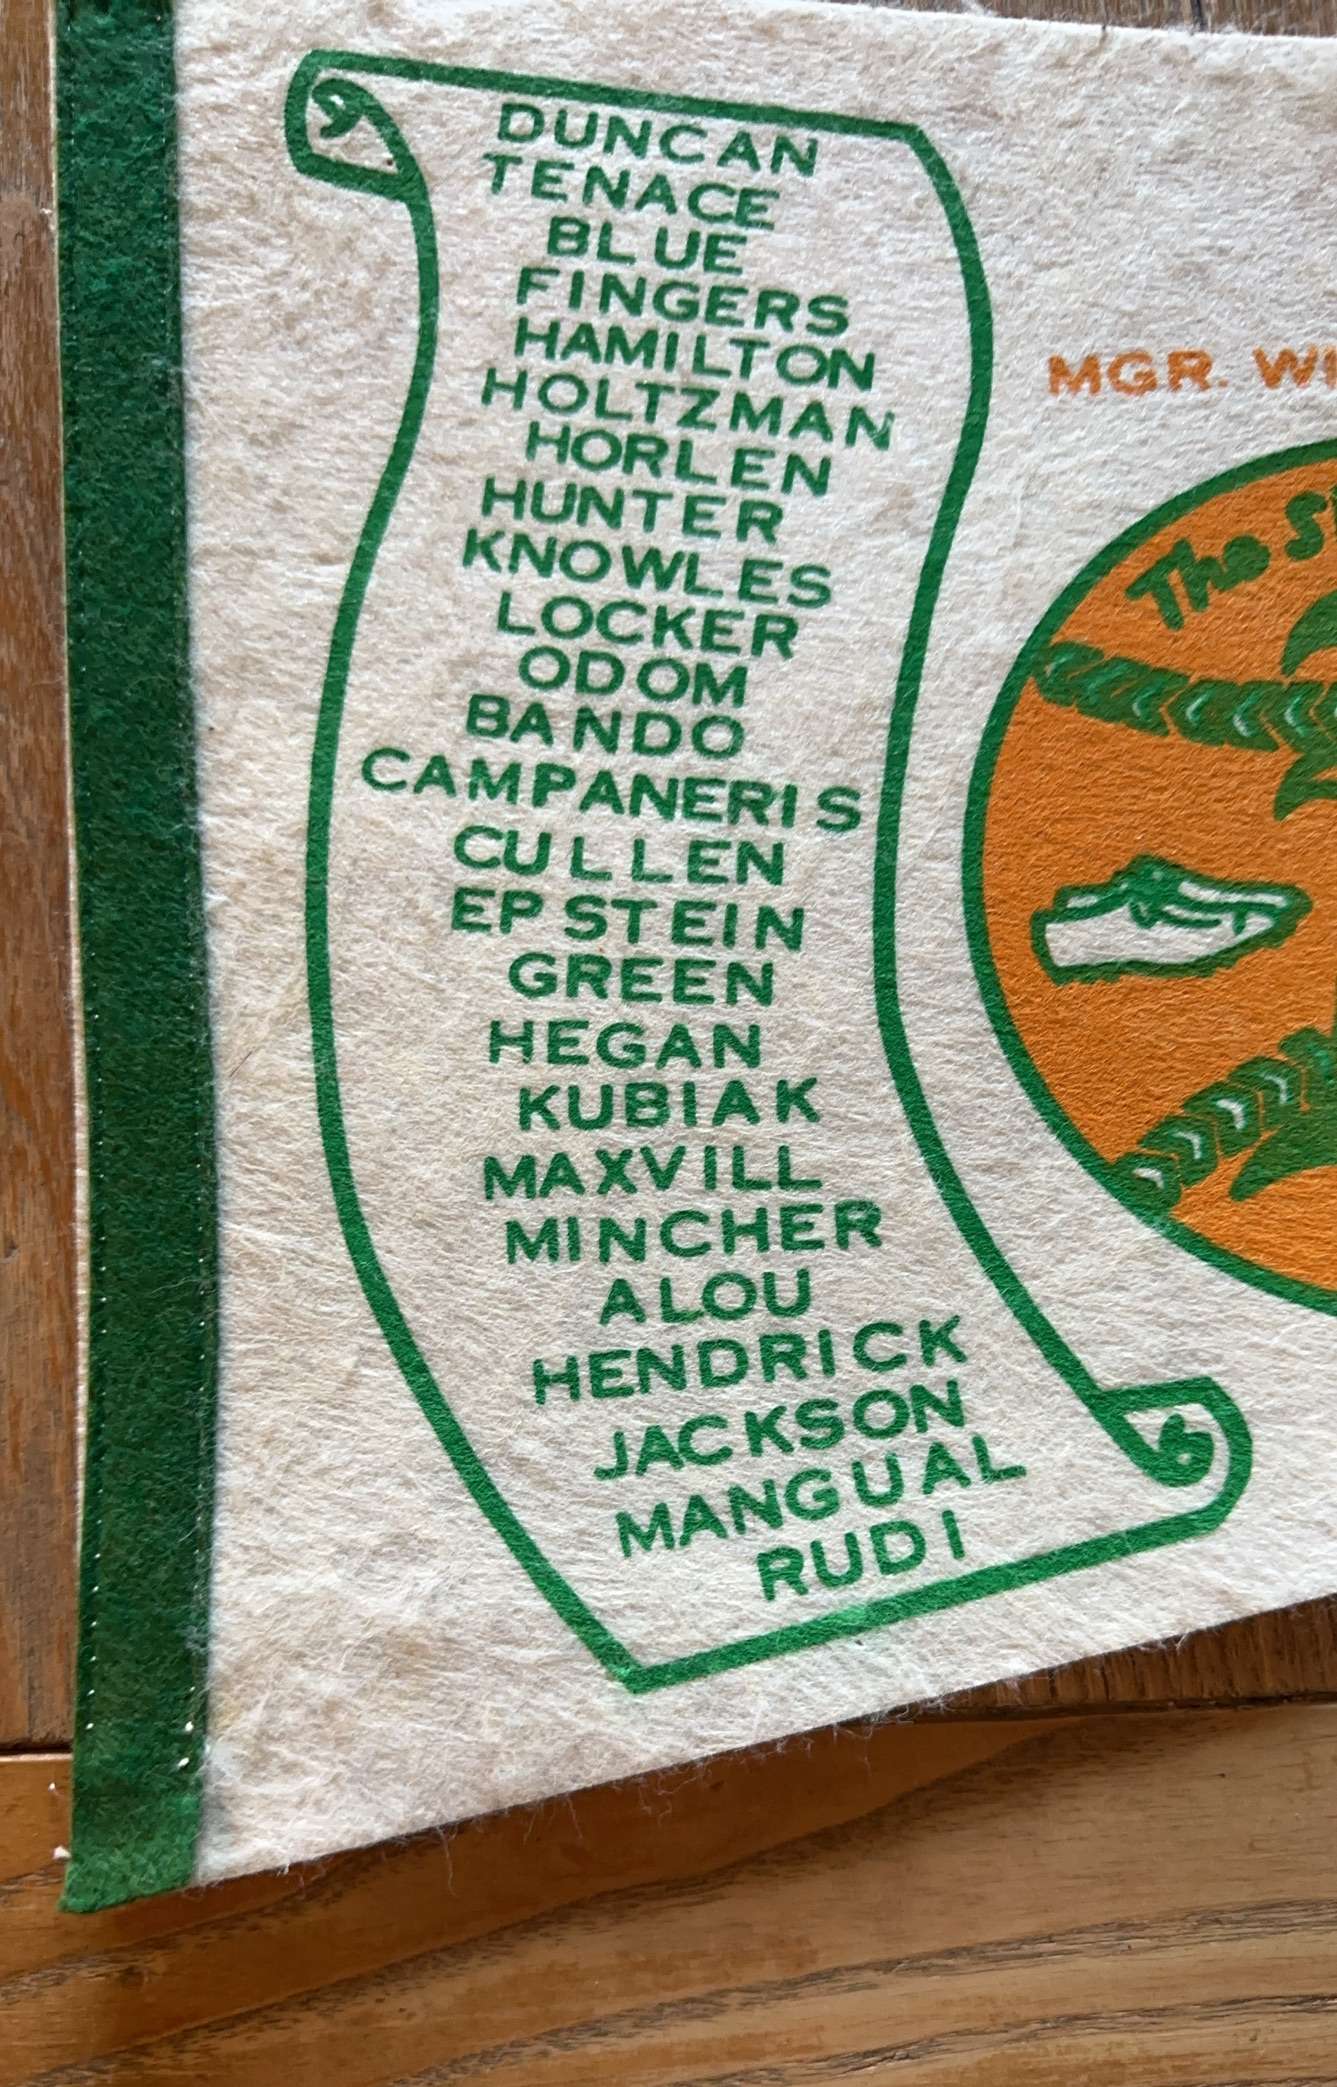 DUNCAN
TENACE
BLUE
FINGERS
HAMILTON
HOLTZMAN
HORLEN
HUNTER
KNOWLES
LOCKER
ODOM
BANDO
CAMPANERIS
CULLEN
EPSTEIN
GREEN
HEGAN
KUBIAK
MAXVILL
MINCHER
ALOU
HENDRICK
JACKSON
MANGUAL
RUDI
MGR. WI
The S